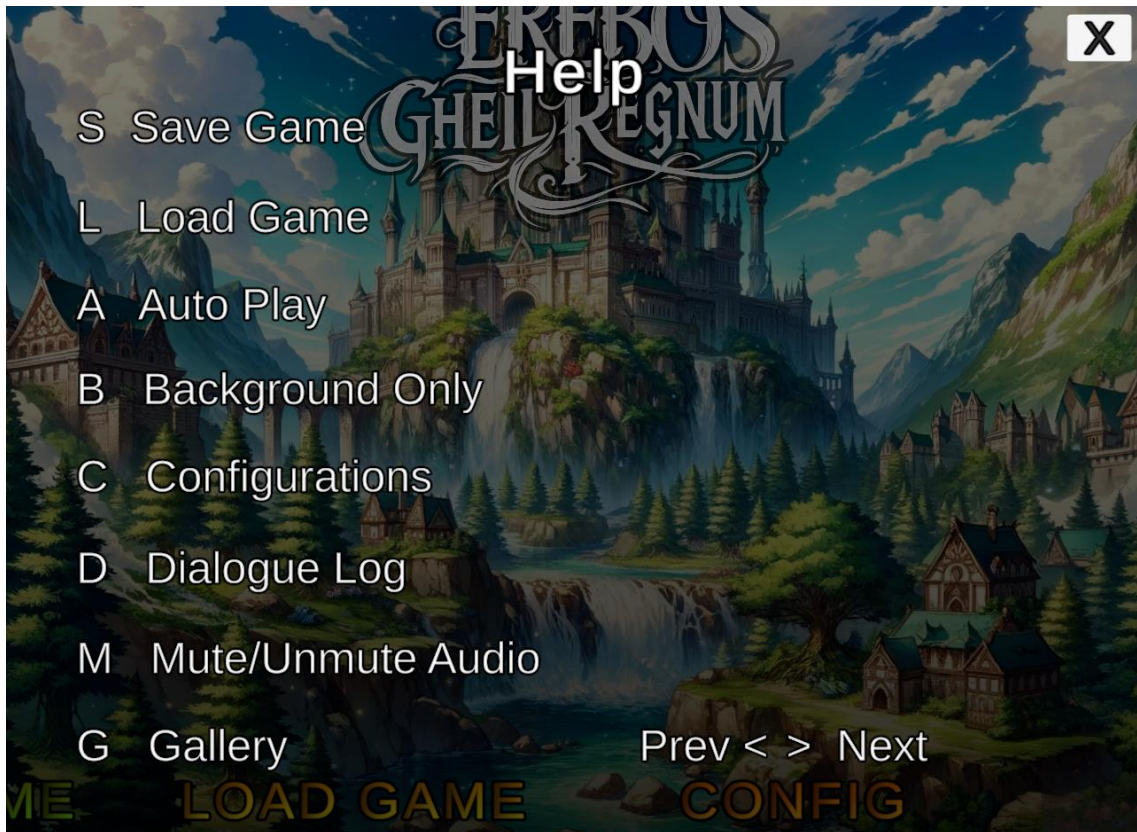 EREBOS
Help
GHEIL REGNUM
X
S Save Game
L Load Game
A Auto Play
B Background Only
C Configurations
D Dialogue Log
M Mute/Unmute Audio
G Gallery
Prev < > Next
ME LOAD GAME CONFIG